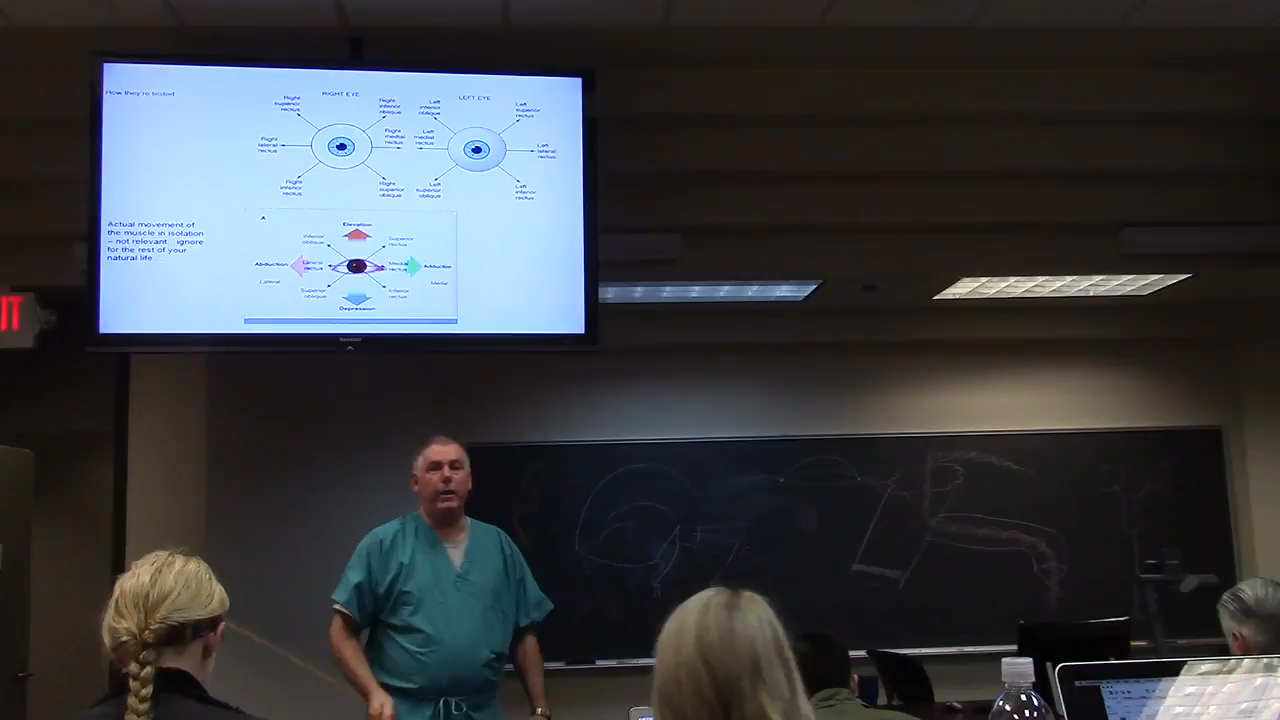 How they're tested
RIGHT EYE
LEFT EYE
Right
superior
rectus
Right
inferior
oblique
Left
inferior
oblique
Left
superior
rectus
Right
lateral
rectus
Right
medial
rectus
Left
medial
rectus
Left
lateral
rectus
Right
inferior
rectus
Right
superior
oblique
Left
superior
oblique
Left
inferior
rectus
Actual movement of
the muscle in isolation
– not relevant ignore
for the rest of your
natural life
A
Elevation
Inferior
oblique
Superior
rectus
Abduction
Lateral
rectus
Medial
rectus
Adduction
Lateral
Medial
Superior
oblique
Inferior
rectus
Depression
IT